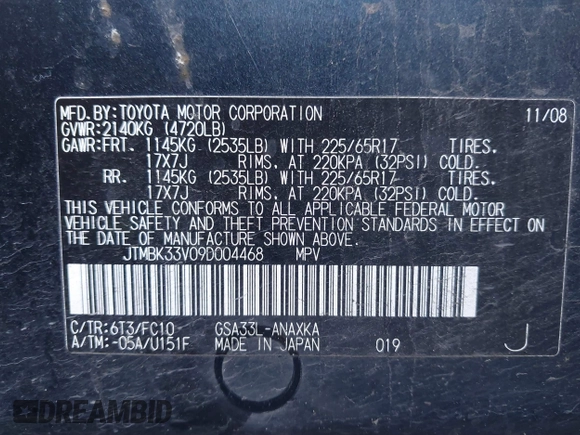 MFD.BY:TOYOTA MOTOR CORPORATION 11/08
GVWR:2140KG (4720LB)
GAWR:FRT. 1145KG (2535LB) WITH 225/65R17 TIRES.
17X7J RIMS, AT 220KPA (32PSI) COLD.
RR. 1145KG (2535LB) WITH 225/65R17 TIRES.
17X7J RIMS, AT 220KPA (32PSI) COLD.
THIS VEHICLE CONFORMS TO ALL APPLICABLE FEDERAL MOTOR
VEHICLE SAFETY AND THEFT PREVENTION STANDARDS IN EFFECT ON
THE DATE OF MANUFACTURE SHOWN ABOVE.
JTMBK33V09D004468 MPV
C/TR:6T3/FC10 GSA33L-ANAXKA
A/TM:-05A/U151F MADE IN JAPAN 019 J
DREAMBID